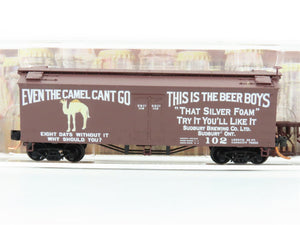 EVEN THE CAMEL CAN'T GO
EIGHT DAYS WITHOUT IT
WHY SHOULD YOU?
THIS IS THE BEER BOYS
"THAT SILVER FOAM"
TRY IT YOU'LL LIKE IT
SUDBURY BREWING CO. LTD.
SUDBURY ONT.
102